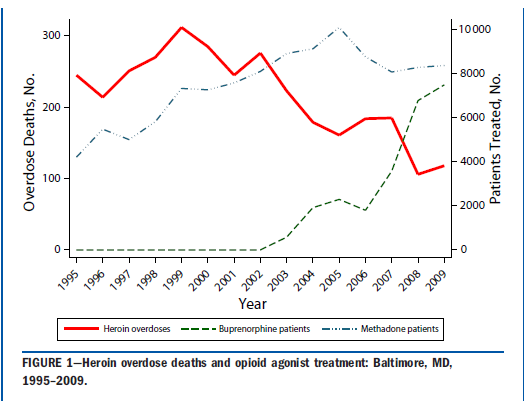 300
200
100
0
Overdose Deaths, No.
10000
8000
6000
4000
2000
0
Patients Treated, No.
1995 1996 1997 1998 1999 2000 2001 2002 2003 2004 2005 2006 2007 2008 2009
Year
Heroin overdoses Buprenorphine patients Methadone patients
FIGURE 1—Heroin overdose deaths and opioid agonist treatment: Baltimore, MD,
1995–2009.